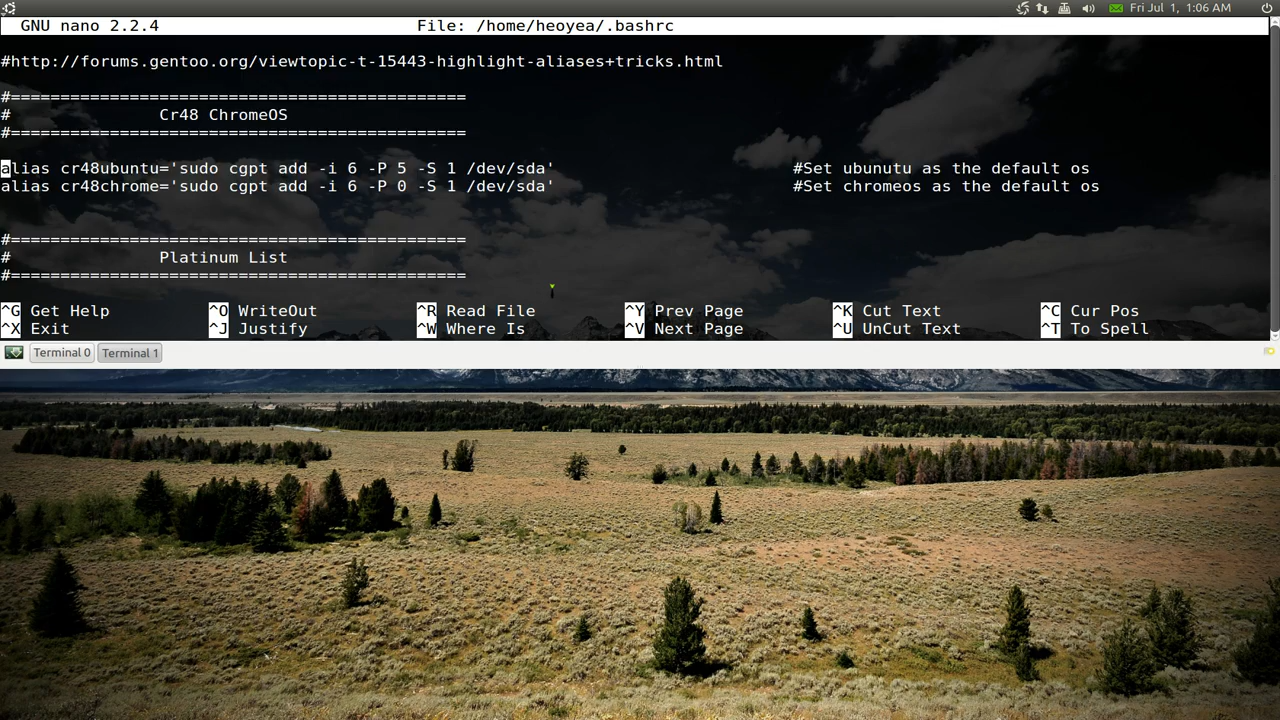 Fri Jul 1, 1:06 AM
GNU nano 2.2.4 File: /home/heoyea/.bashrc
#http://forums.gentoo.org/viewtopic-t-15443-highlight-aliases+tricks.html
#==============================================
# Cr48 ChromeOS
#==============================================
alias cr48ubuntu='sudo cgpt add -i 6 -P 5 -S 1 /dev/sda' #Set ubunutu as the default os
alias cr48chrome='sudo cgpt add -i 6 -P 0 -S 1 /dev/sda' #Set chromeos as the default os
#==============================================
# Platinum List
#==============================================
^G Get Help ^O WriteOut ^R Read File ^Y Prev Page ^K Cut Text ^C Cur Pos
^X Exit ^J Justify ^W Where Is ^V Next Page ^U UnCut Text ^T To Spell
Terminal 0 Terminal 1